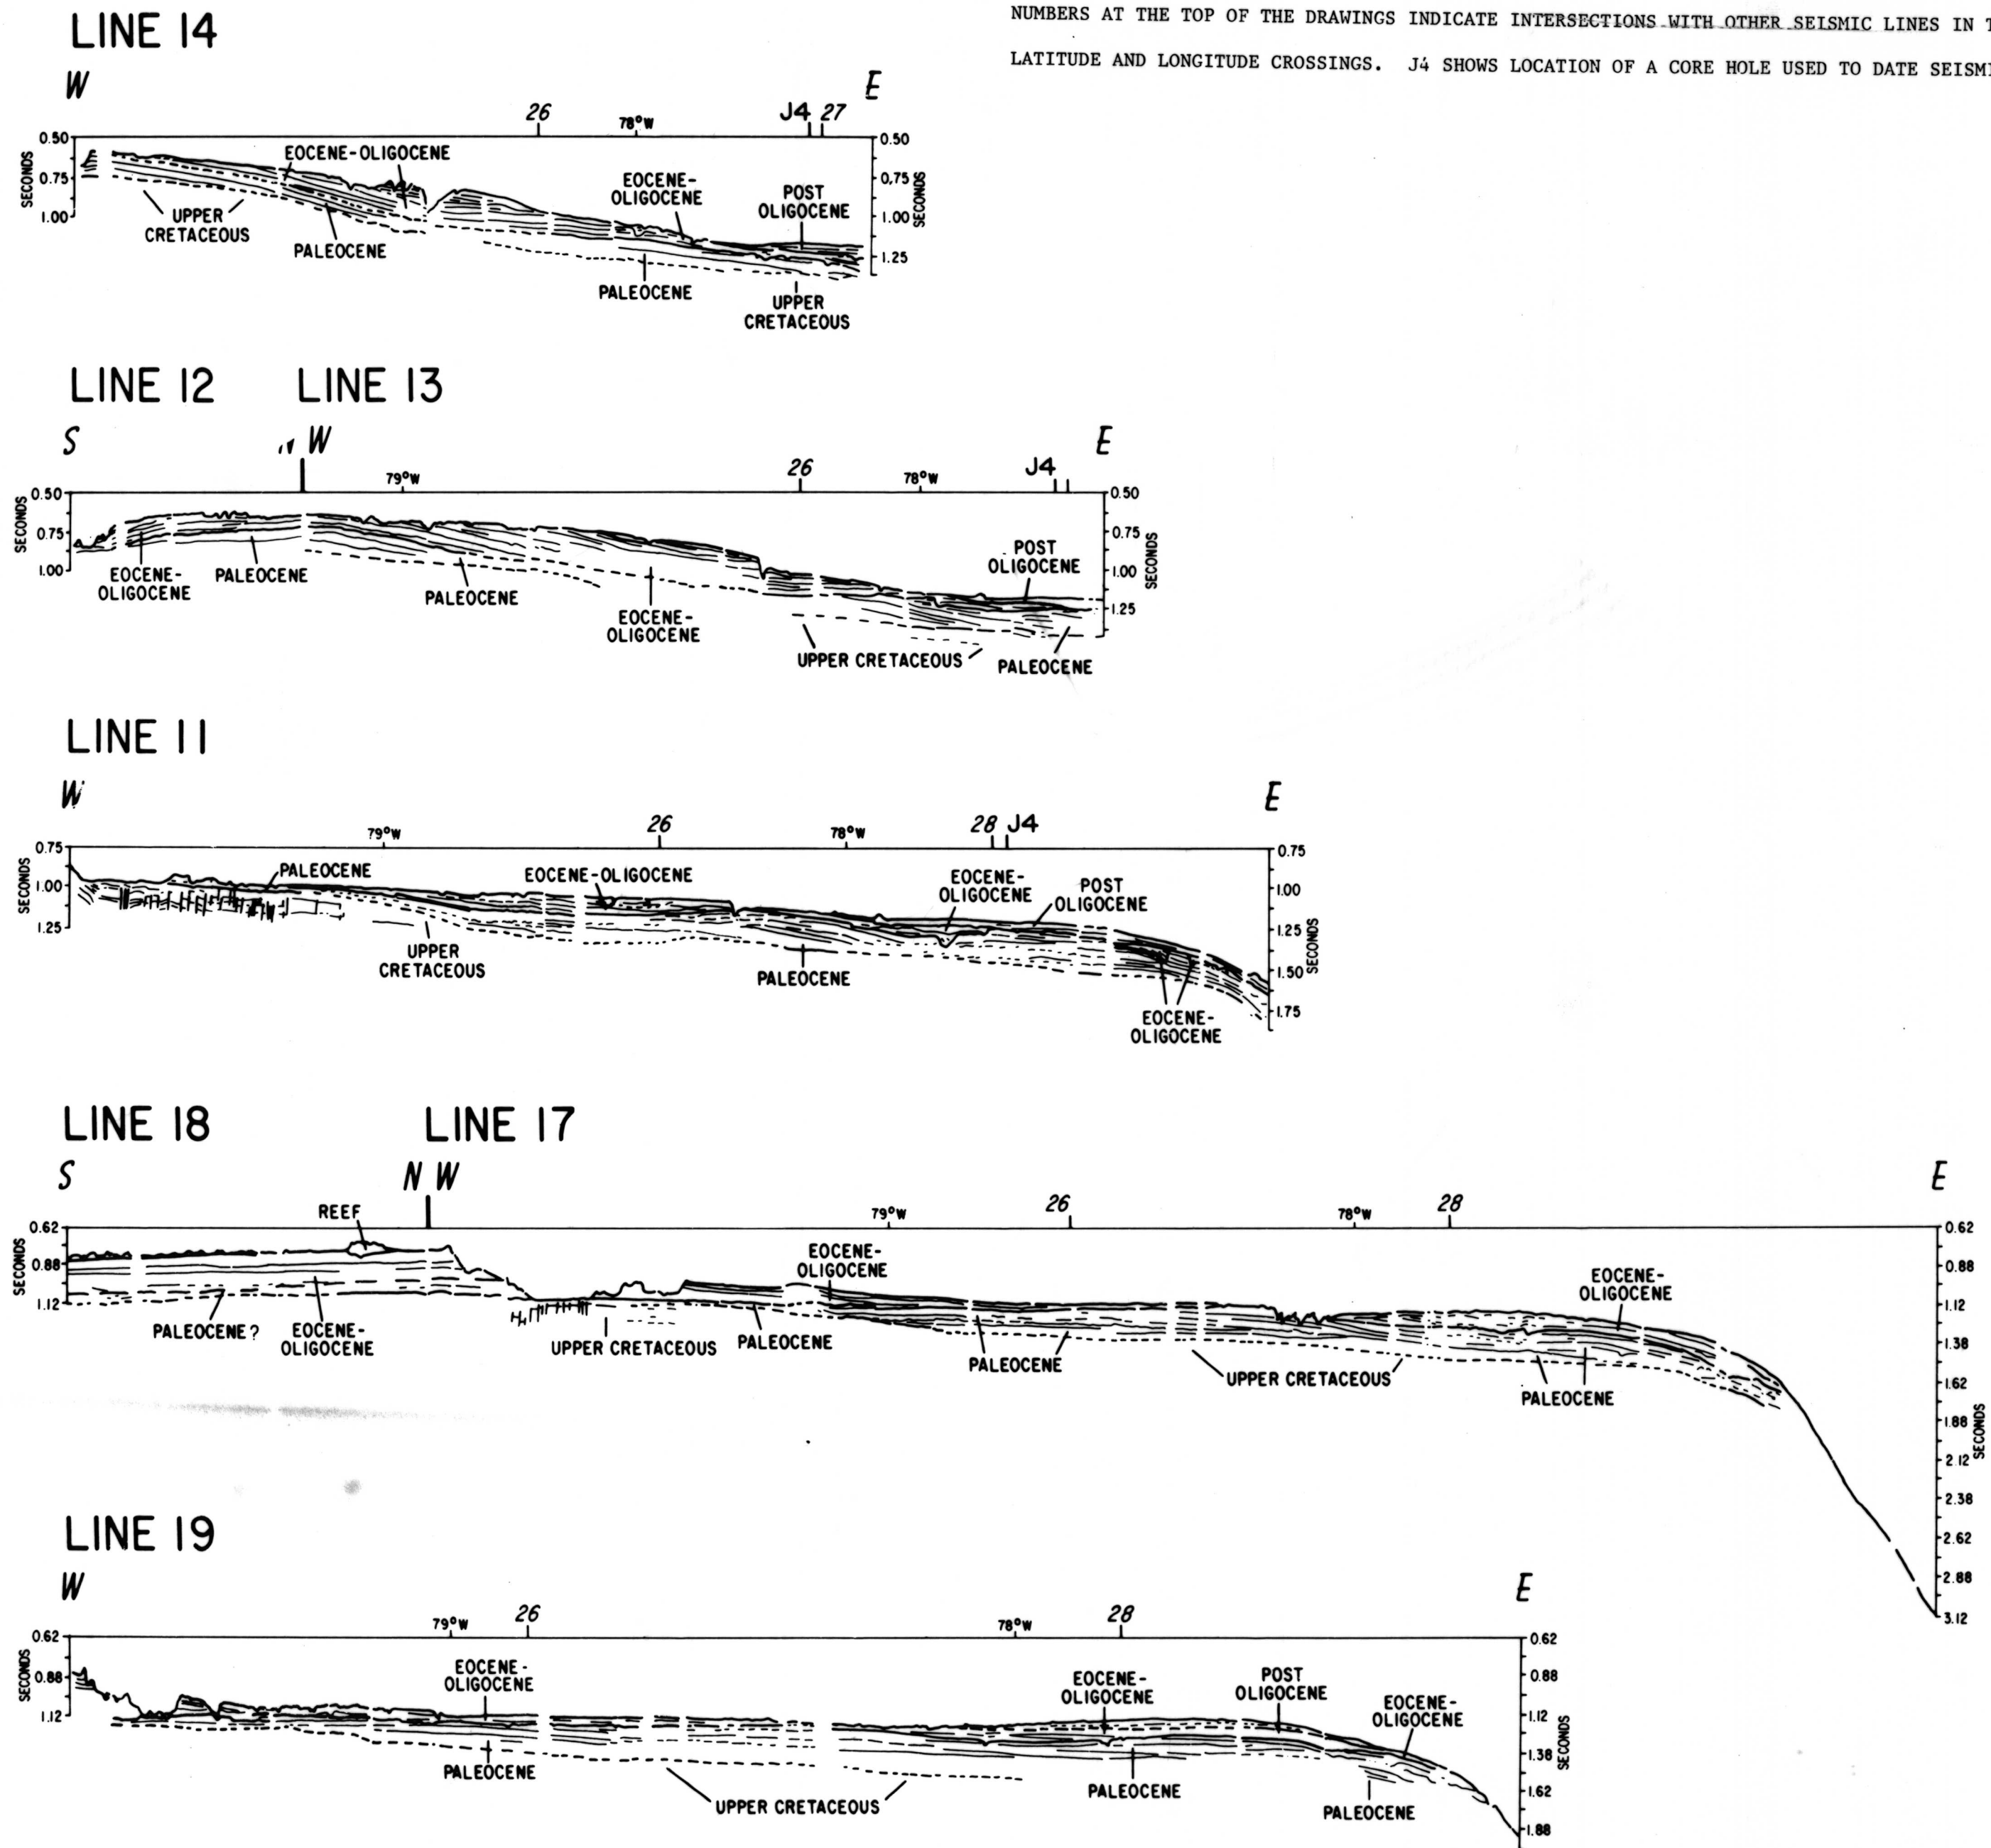 NUMBERS AT THE TOP OF THE DRAWINGS INDICATE INTERSECTIONS WITH OTHER SEISMIC LINES IN
LATITUDE AND LONGITUDE CROSSINGS. J4 SHOWS LOCATION OF A CORE HOLE USED TO DATE
LINE 14
W E
26 78°W J4 27
0.50 0.50
0.75 0.75
1.00 1.00
1.25
SECONDS SECONDS
EOCENE-OLIGOCENE
EOCENE-
OLIGOCENE
POST
OLIGOCENE
UPPER
CRETACEOUS
PALEOCENE
PALEOCENE
UPPER
CRETACEOUS
LINE 12 LINE 13
S W E
79°W 26 78°W J4
0.50 0.50
0.75 0.75
1.00 1.00
1.25
SECONDS SECONDS
POST
OLIGOCENE
EOCENE-
OLIGOCENE
PALEOCENE
PALEOCENE
EOCENE-
OLIGOCENE
UPPER CRETACEOUS
PALEOCENE
LINE 11
W E
79°W 26 78°W 28 J4
0.75 0.75
1.00 1.00
1.25 1.25
1.50
1.75
SECONDS SECONDS
PALEOCENE
EOCENE-OLIGOCENE
EOCENE-
OLIGOCENE
POST
OLIGOCENE
UPPER
CRETACEOUS
PALEOCENE
EOCENE-
OLIGOCENE
LINE 18 LINE 17
S N W E
79°W 26 78°W 28
0.62 0.62
0.88 0.88
1.12 1.12
1.38
1.62
1.88
2.12
2.38
2.62
2.88
3.12
SECONDS SECONDS
REEF
EOCENE-
OLIGOCENE
EOCENE-
OLIGOCENE
PALEOCENE?
EOCENE-
OLIGOCENE
UPPER CRETACEOUS
PALEOCENE
PALEOCENE
UPPER CRETACEOUS
PALEOCENE
LINE 19
W E
79°W 26 78°W 28
0.62 0.62
0.88 0.88
1.12 1.12
1.38
1.62
1.88
SECONDS SECONDS
EOCENE-
OLIGOCENE
EOCENE-
OLIGOCENE
POST
OLIGOCENE
EOCENE-
OLIGOCENE
PALEOCENE
UPPER CRETACEOUS
PALEOCENE
PALEOCENE